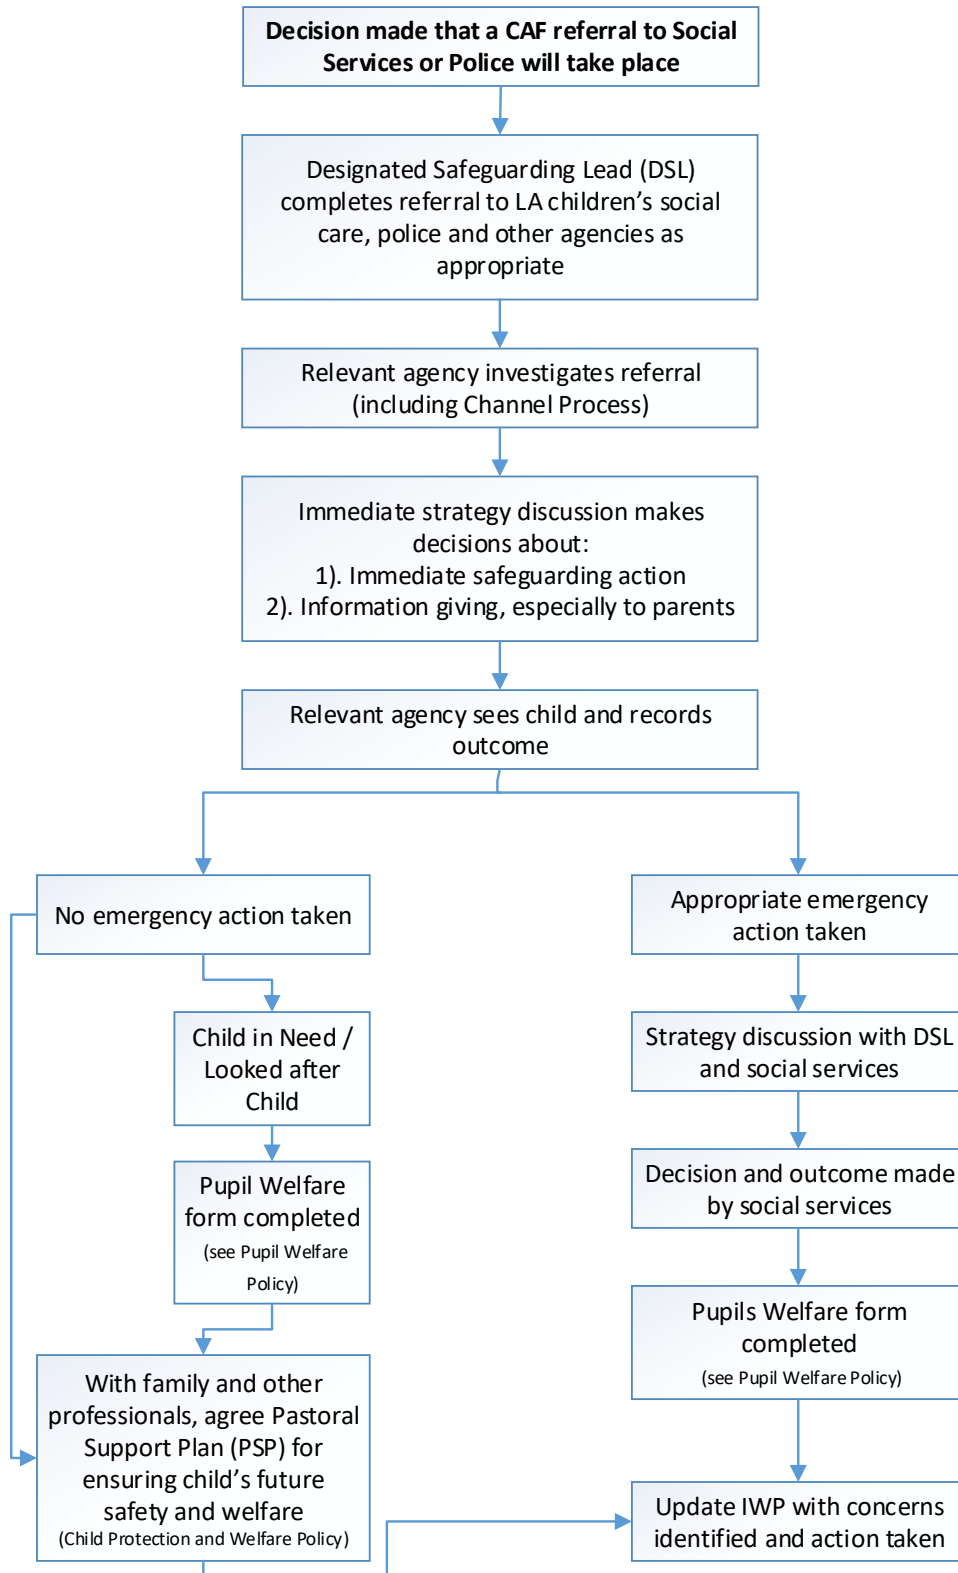 Decision made that a CAF referral to Social
Services or Police will take place
Designated Safeguarding Lead (DSL)
completes referral to LA children's social
care, police and other agencies as
appropriate
Relevant agency investigates referral
(including Channel Process)
Immediate strategy discussion makes
decisions about:
1). Immediate safeguarding action
2). Information giving, especially to parents
Relevant agency sees child and records
outcome
No emergency action taken
Child in Need /
Looked after
Child
Pupil Welfare
form completed
(see Pupil Welfare
Policy)
With family and other
professionals, agree Pastoral
Support Plan (PSP) for
ensuring child's future
safety and welfare
(Child Protection and Welfare Policy)
Appropriate emergency
action taken
Strategy discussion with DSL
and social services
Decision and outcome made
by social services
Pupils Welfare form
completed
(see Pupil Welfare Policy)
Update IWP with concerns
identified and action taken